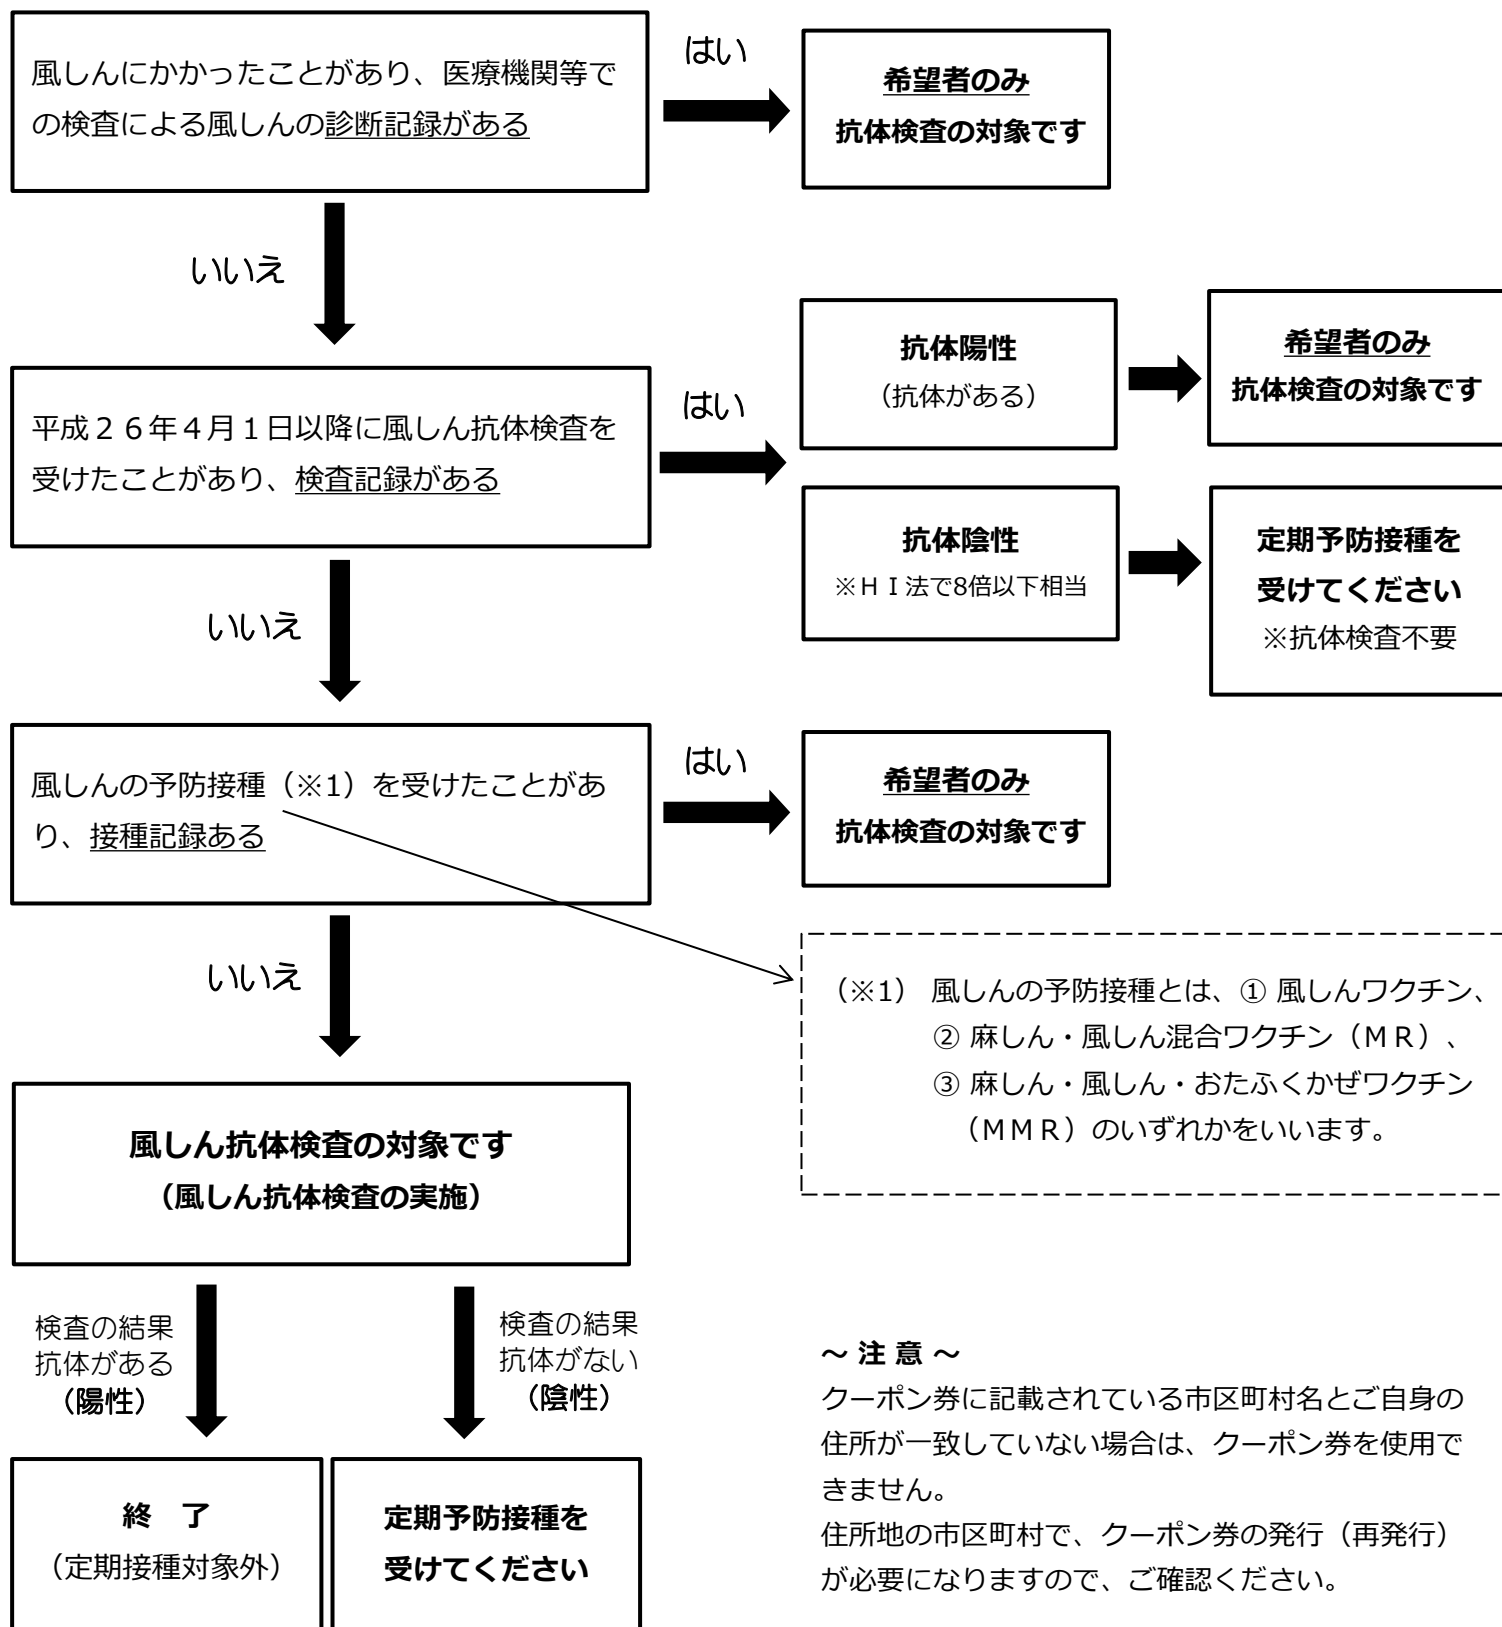 風しんにかかったことがあり、医療機関等で
の検査による風しんの診断記録がある
はい
希望者のみ
抗体検査の対象です
いいえ
平成２６年４月１日以降に風しん抗体検査を
受けたことがあり、検査記録がある
はい
抗体陽性
（抗体がある）
希望者のみ
抗体検査の対象です
抗体陰性
※ＨＩ法で8倍以下相当
定期予防接種を
受けてください
※抗体検査不要
いいえ
風しんの予防接種（※1）を受けたことがあ
り、接種記録ある
はい
希望者のみ
抗体検査の対象です
いいえ
（※1） 風しんの予防接種とは、① 風しんワクチン、
② 麻しん・風しん混合ワクチン（ＭＲ）、
③ 麻しん・風しん・おたふくかぜワクチン
（ＭＭＲ）のいずれかをいいます。
風しん抗体検査の対象です
（風しん抗体検査の実施）
検査の結果
抗体がある
（陽性）
検査の結果
抗体がない
（陰性）
終　了
（定期接種対象外）
定期予防接種を
受けてください
～ 注 意 ～
クーポン券に記載されている市区町村名とご自身の
住所が一致していない場合は、クーポン券を使用で
きません。
住所地の市区町村で、クーポン券の発行（再発行）
が必要になりますので、ご確認ください。